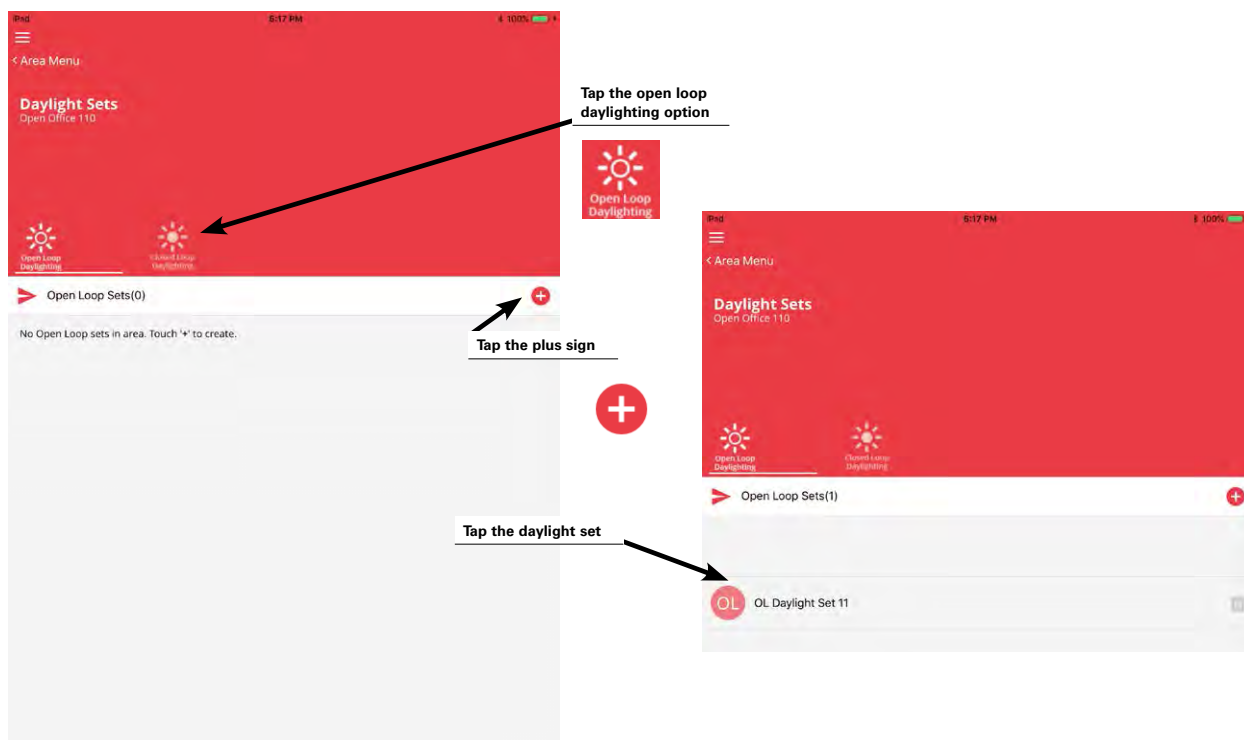 iPad 5:17 PM 100%
< Area Menu
Daylight Sets
Open Office 110
Open Loop
Daylighting
Closed Loop
Daylighting
Open Loop Sets(0)
No Open Loop sets in area. Touch '+' to create.
Tap the open loop
daylighting option
Open Loop
Daylighting
Tap the plus sign
iPad 5:17 PM 100%
< Area Menu
Daylight Sets
Open Office 110
Open Loop
Daylighting
Closed Loop
Daylighting
Open Loop Sets(1)
Tap the daylight set
OL OL Daylight Set 11